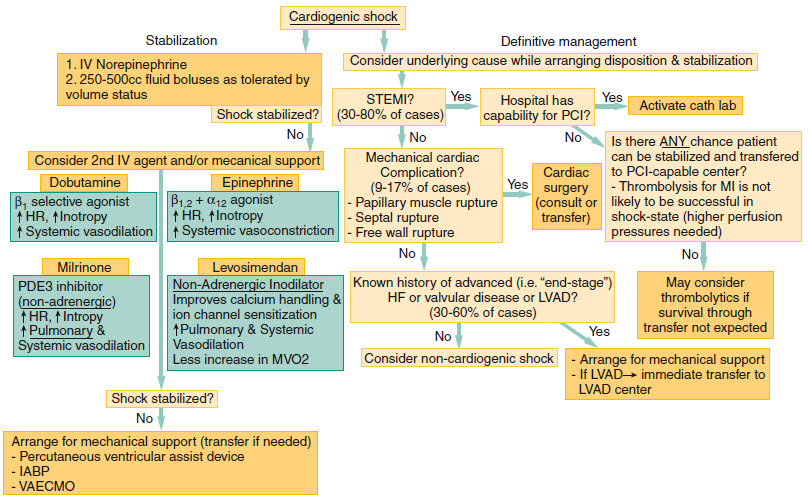 Cardiogenic shock
Stabilization
1. IV Norepinephrine
2. 250-500cc fluid boluses as tolerated by
volume status
Shock stabilized?
No
Consider 2nd IV agent and/or mecanical support
Dobutamine
β1 selective agonist
↑HR, ↑Inotropy
↑Systemic vasodilation
Epinephrine
β1,2 + α12 agonist
↑HR, ↑Inotropy
↑Systemic vasoconstriction
Milrinone
PDE3 inhibitor
(non-adrenergic)
↑HR, ↑Intropy
↑Pulmonary &
Systemic vasodilation
Levosimendan
Non-Adrenergic Inodilator
Improves calcium handling &
ion channel sensitization
↑Pulmonary & Systemic
Vasodilation
Less increase in MVO2
Shock stabilized?
No
Arrange for mechanical support (transfer if needed)
- Percutaneous ventricular assist device
- IABP
- VAECMO
Definitive management
Consider underlying cause while arranging disposition & stabilization
STEMI?
(30-80% of cases)
Yes
Hospital has
capability for PCI?
Yes
Activate cath lab
No
No
Is there ANY chance patient
can be stabilized and transfered
to PCI-capable center?
- Thrombolysis for MI is not
likely to be successful in
shock-state (higher perfusion
pressures needed)
No
May consider
thrombolytics if
survival through
transfer not expected
Mechanical cardiac
Complication?
(9-17% of cases)
- Papillary muscle rupture
- Septal rupture
- Free wall rupture
Yes
Cardiac
surgery
(consult or
transfer)
No
Known history of advanced (i.e. “end-stage”)
HF or valvular disease or LVAD?
(30-60% of cases)
No
Consider non-cardiogenic shock
Yes
- Arrange for mechanical support
- If LVAD→ immediate transfer to
LVAD center